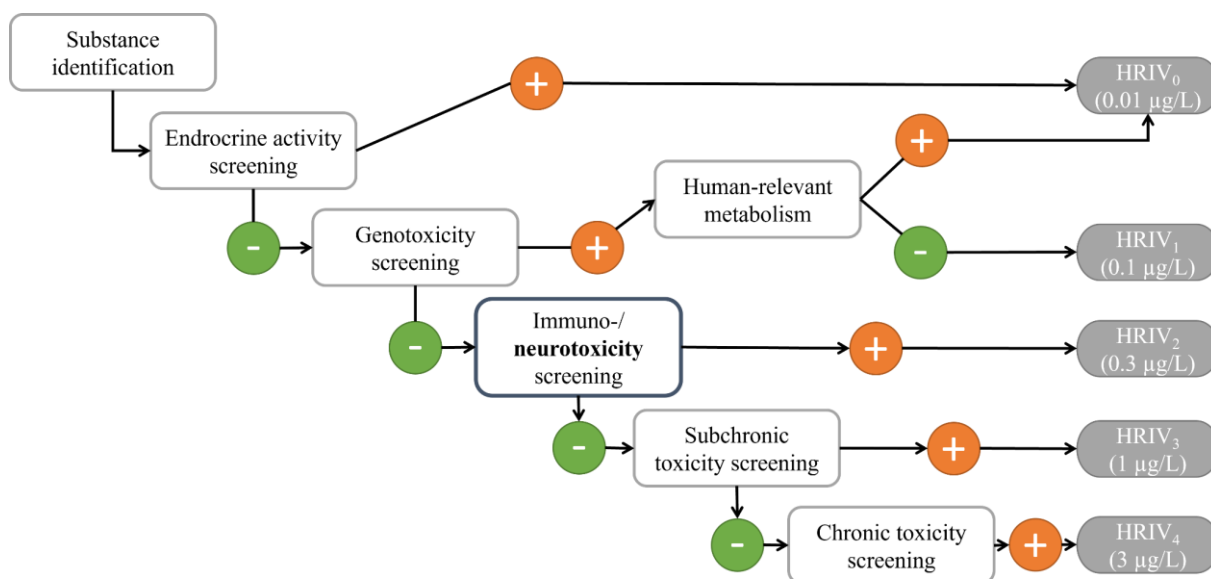 Substance
identification
+
HRIV₀
(0.01 µg/L)
Endrocrine activity
screening
+
Human-relevant
metabolism
-
Genotoxicity
screening
+
-
HRIV₁
(0.1 µg/L)
-
Immuno-/
neurotoxicity
screening
+
HRIV₂
(0.3 µg/L)
-
Subchronic
toxicity screening
+
HRIV₃
(1 µg/L)
-
Chronic toxicity
screening
+
HRIV₄
(3 µg/L)